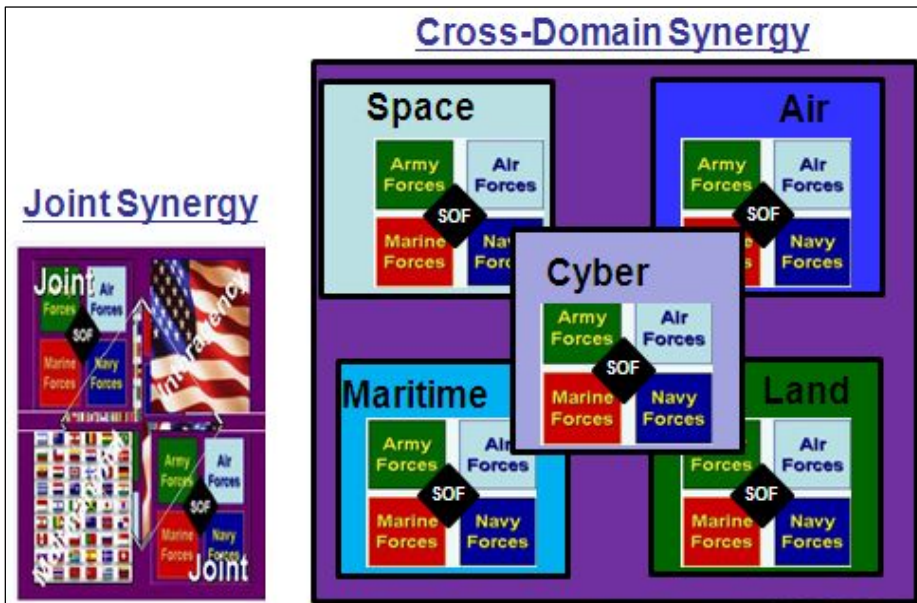 Cross-Domain Synergy
Joint Synergy
Joint
Forces
Air
Forces
SOF
Marine
Forces
Navy
Forces
Interagency
Army
Forces
Air
Forces
SOF
Marine
Forces
Navy
Forces
Joint
Space
Army
Forces
Air
Forces
SOF
Marine
Forces
Air
Army
Forces
Air
Forces
SOF
Navy
Forces
Cyber
Army
Forces
Air
Forces
SOF
Marine
Forces
Navy
Forces
Maritime
Army
Forces
Air
SOF
Marine
Forces
Navy
Forces
Land
Forces
SOF
Marine
Forces
Navy
Forces